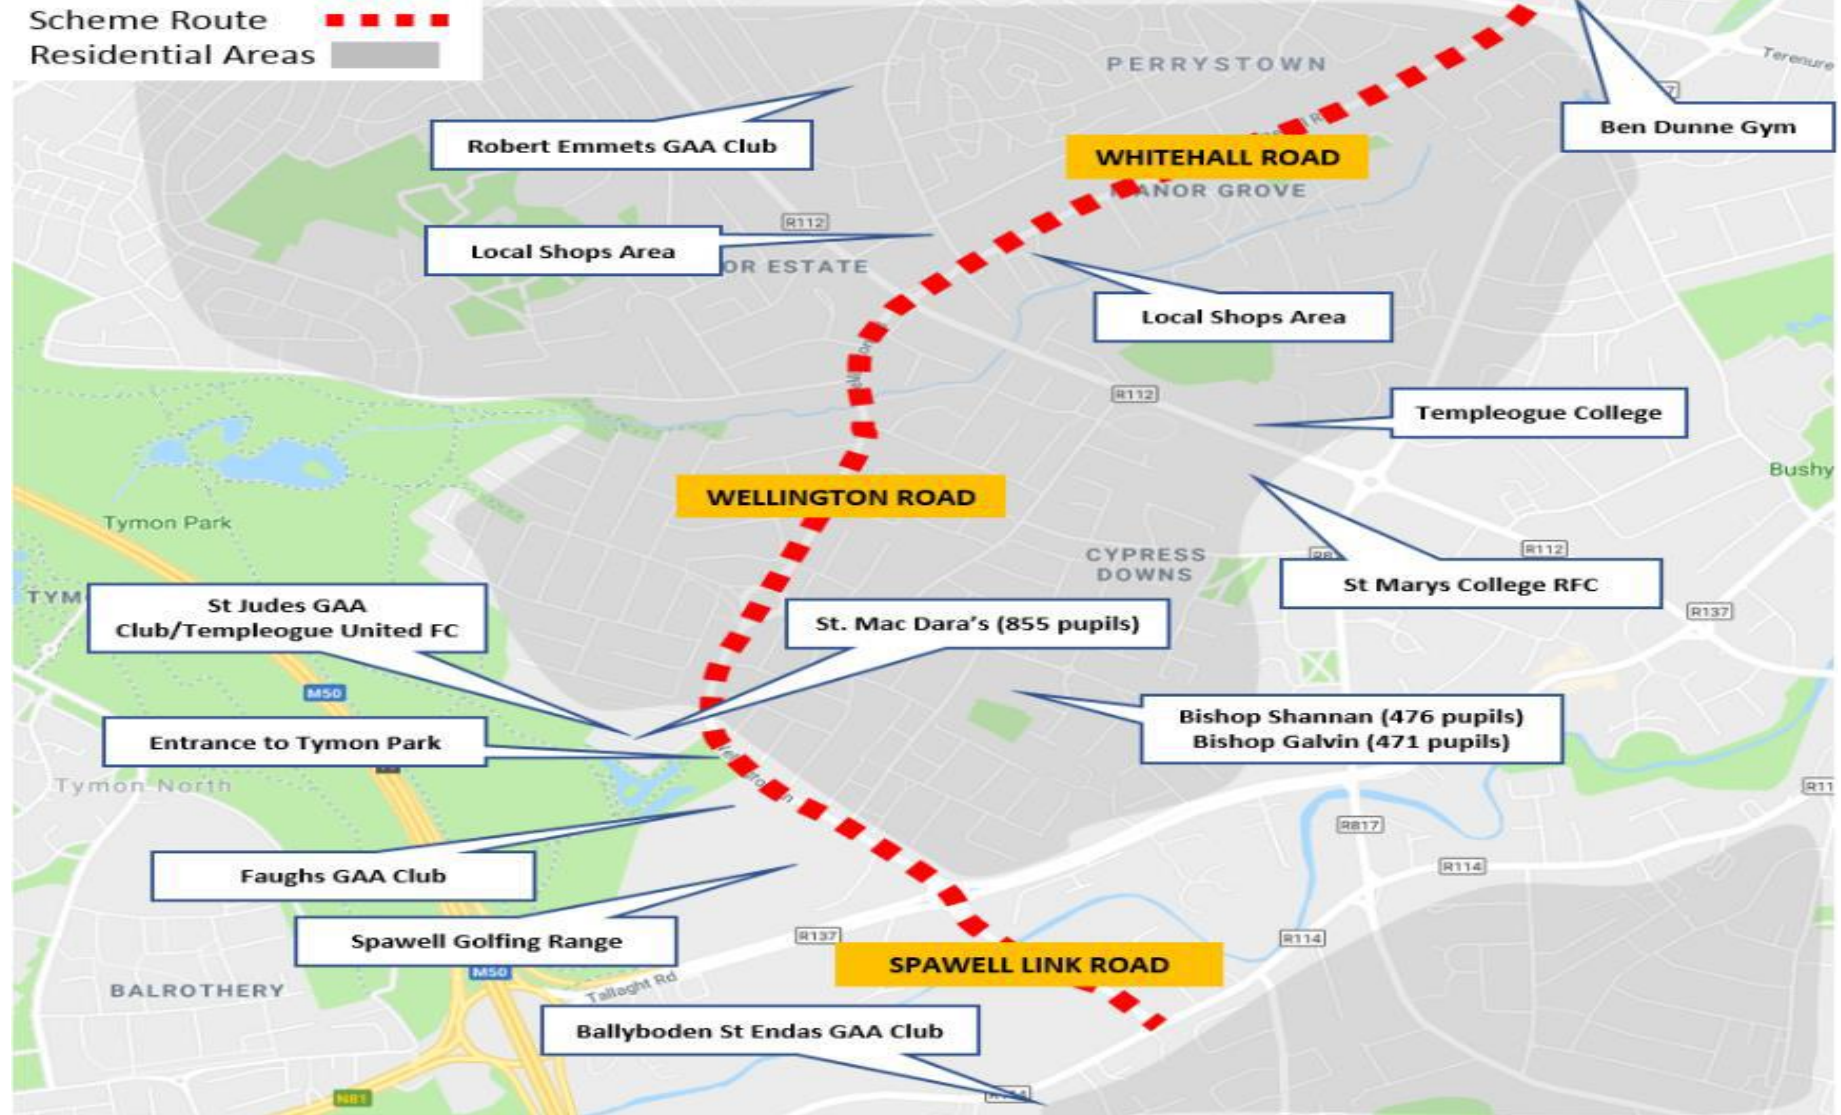 Scheme Route
Residential Areas
PERRYSTOWN
Terenure
Ben Dunne Gym
Robert Emmets GAA Club
WHITEHALL ROAD
MANOR GROVE
R112
Local Shops Area
OR ESTATE
Local Shops Area
R112
Templeogue College
Bushy
WELLINGTON ROAD
Tymon Park
CYPRESS
DOWNS
R112
St Marys College RFC
TYM
St Judes GAA
Club/Templeogue United FC
St. Mac Dara's (855 pupils)
R137
M50
Bishop Shannan (476 pupils)
Bishop Galvin (471 pupils)
Entrance to Tymon Park
Tymon North
R11
R817
Faughs GAA Club
R114
Spawell Golfing Range
R137
R114
SPAWELL LINK ROAD
M50
Tallaght Rd
BALROTHERY
Ballyboden St Endas GAA Club
N81